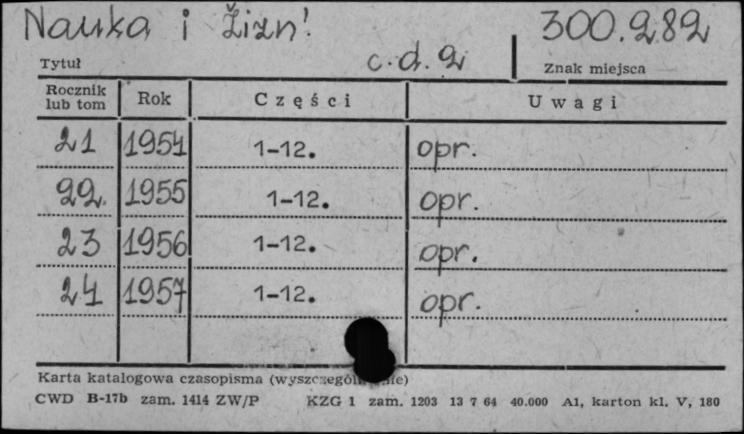 Nauka i Žizn' 300.282
Tytuł c.d.2 Znak miejsca
Rocznik lub tom Rok Części Uwagi
21 1954 1-12. opr.
22. 1955 1-12. opr.
23 1956 1-12. opr.
24 1957 1-12. opr.
Karta katalogowa czasopisma
CWD B-17b zam. 1414 ZW/P KZG 1 zam. 1203 13 7 64 40.000 A1, karton kl. V, 180